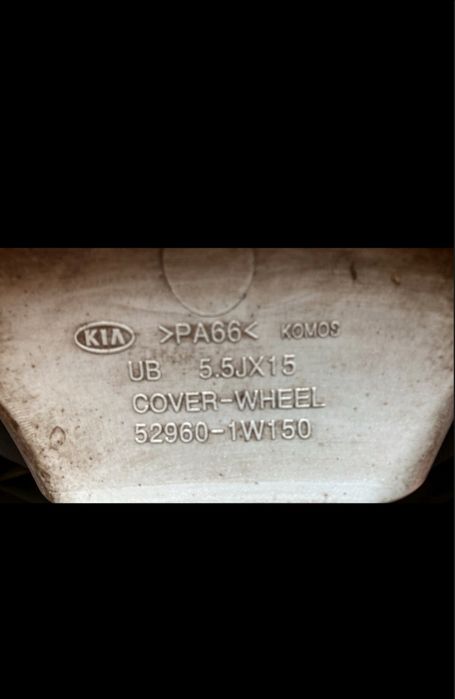 KIA >PA66< KOMOS
UB 5.5JX15
COVER-WHEEL
52960-1W150